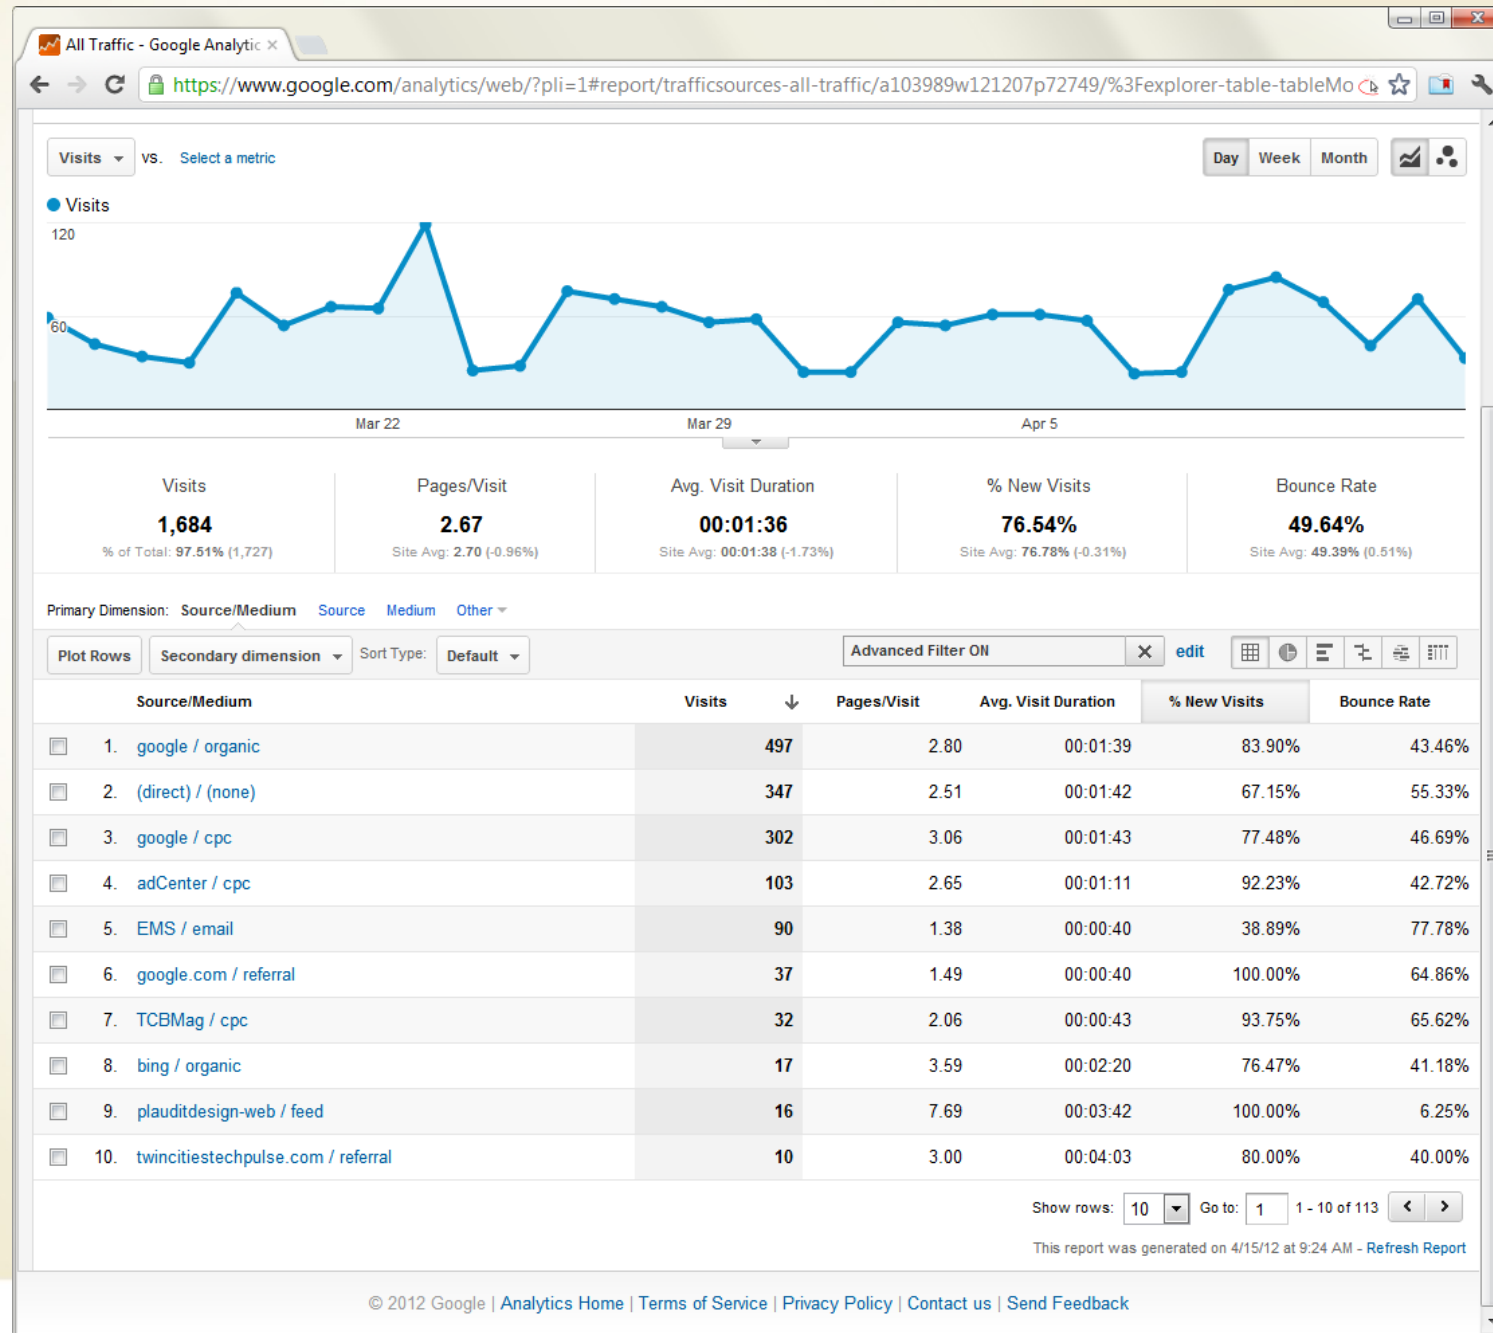 All Traffic - Google Analytic
https://www.google.com/analytics/web/?pli=1#report/trafficsources-all-traffic/a103989w121207p72749/%3Fexplorer-table-tableMo
Visits VS. Select a metric Day Week Month
Visits
120
60
Mar 22 Mar 29 Apr 5
Visits Pages/Visit Avg. Visit Duration % New Visits Bounce Rate
1,684 2.67 00:01:36 76.54% 49.64%
% of Total: 97.51% (1,727) Site Avg: 2.70 (-0.96%) Site Avg: 00:01:38 (-1.73%) Site Avg: 76.78% (-0.31%) Site Avg: 49.39% (0.51%)
Primary Dimension: Source/Medium Source Medium Other
Plot Rows Secondary dimension Sort Type: Default Advanced Filter ON edit
Source/Medium Visits Pages/Visit Avg. Visit Duration % New Visits Bounce Rate
1. google / organic 497 2.80 00:01:39 83.90% 43.46%
2. (direct) / (none) 347 2.51 00:01:42 67.15% 55.33%
3. google / cpc 302 3.06 00:01:43 77.48% 46.69%
4. adCenter / cpc 103 2.65 00:01:11 92.23% 42.72%
5. EMS / email 90 1.38 00:00:40 38.89% 77.78%
6. google.com / referral 37 1.49 00:00:40 100.00% 64.86%
7. TCBMag / cpc 32 2.06 00:00:43 93.75% 65.62%
8. bing / organic 17 3.59 00:02:20 76.47% 41.18%
9. plauditdesign-web / feed 16 7.69 00:03:42 100.00% 6.25%
10. twincitiestechpulse.com / referral 10 3.00 00:04:03 80.00% 40.00%
Show rows: 10 Go to: 1 1 - 10 of 113
This report was generated on 4/15/12 at 9:24 AM - Refresh Report
© 2012 Google | Analytics Home | Terms of Service | Privacy Policy | Contact us | Send Feedback